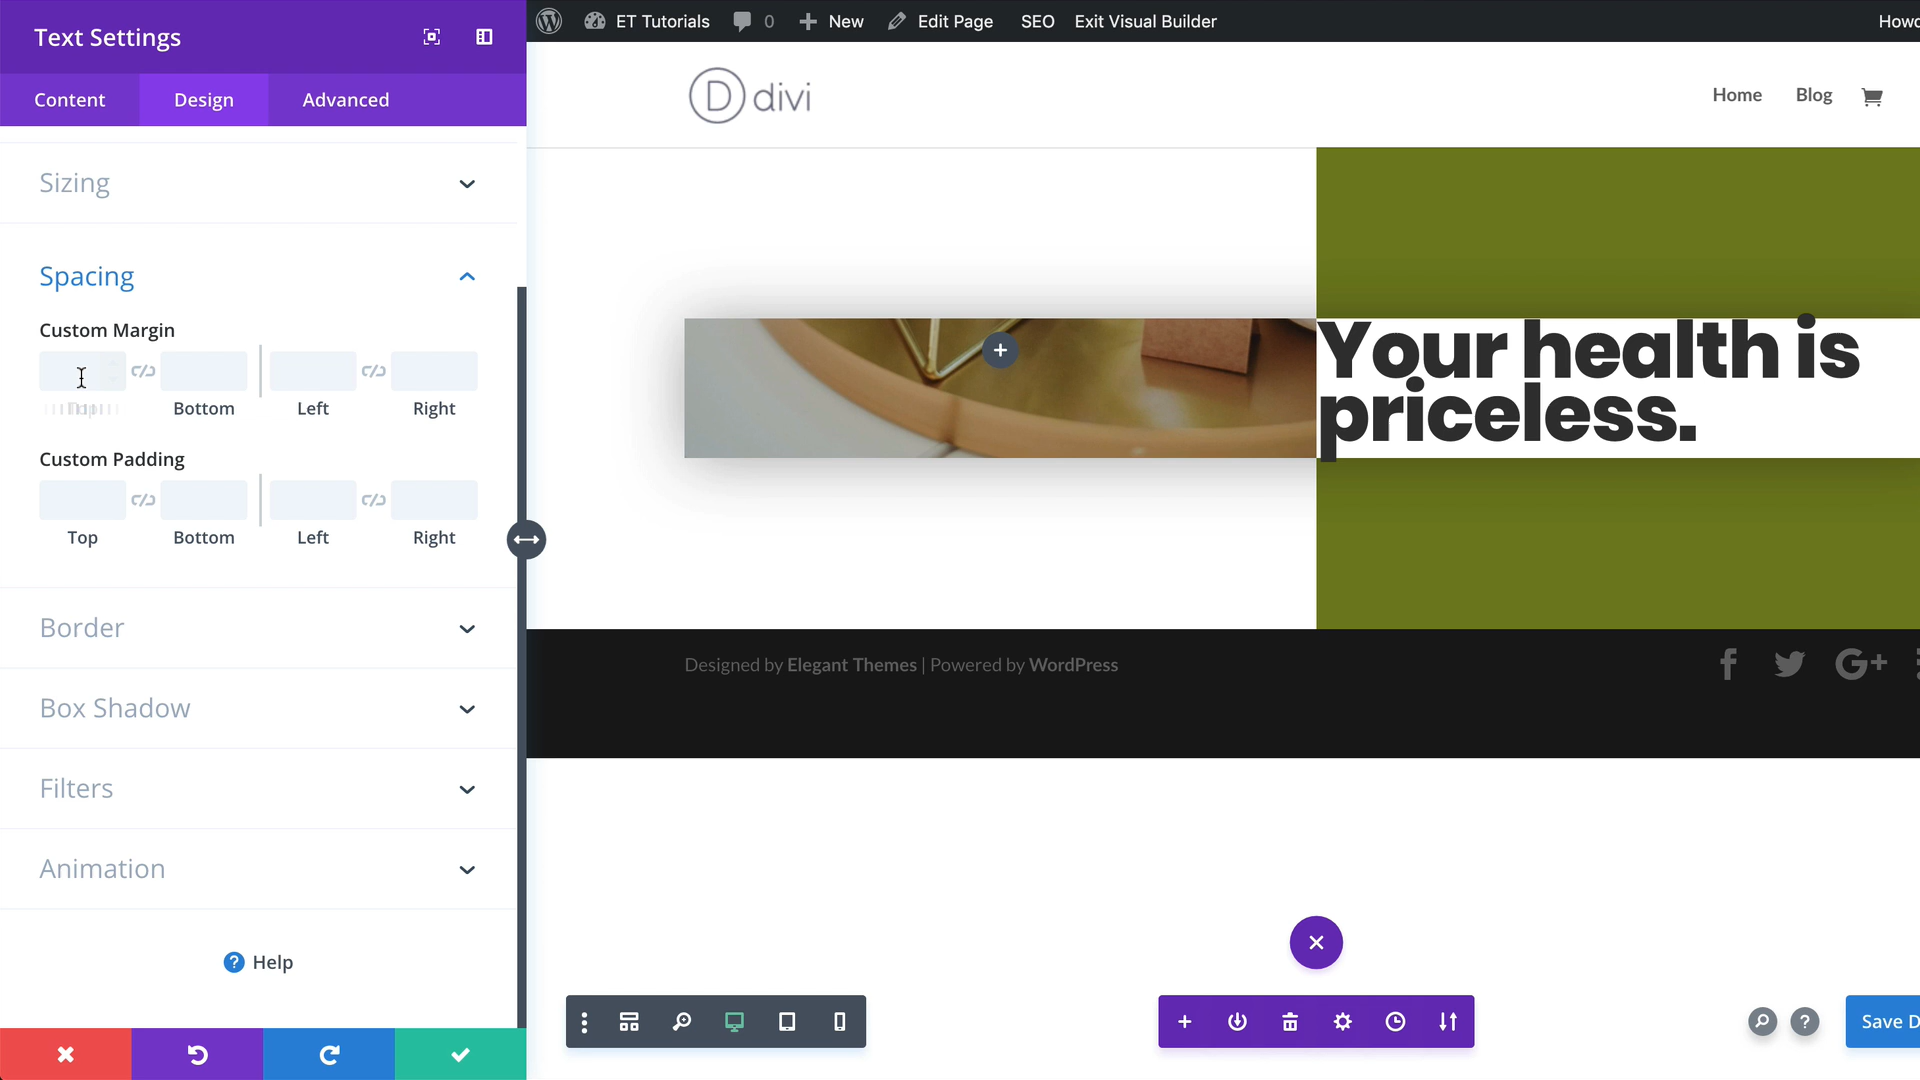 Text Settings
Content Design Advanced
Sizing
Spacing
Custom Margin
Bottom Left Right
Custom Padding
Top Bottom Left Right
Border
Box Shadow
Filters
Animation
? Help
ET Tutorials 0 + New Edit Page SEO Exit Visual Builder
D divi
Home Blog
Your health is
priceless.
Designed by Elegant Themes | Powered by WordPress
G+
?